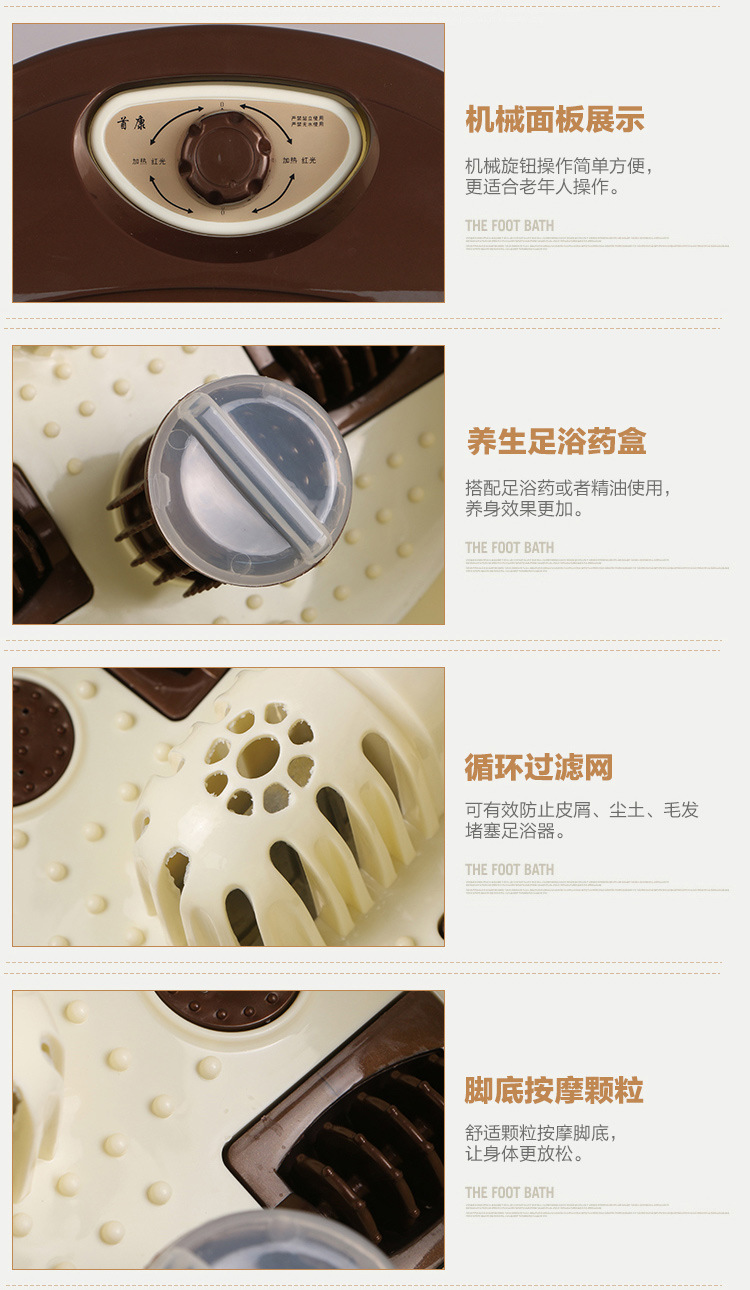 0
首康
严禁站立使用
严禁无水使用
加热 红光
加热 红光
0
机械面板展示
机械旋钮操作简单方便，
更适合老年人操作。
THE FOOT BATH
养生足浴药盒
搭配足浴药或者精油使用，
养身效果更加。
THE FOOT BATH
循环过滤网
可有效防止皮屑、尘土、毛发
堵塞足浴器。
THE FOOT BATH
脚底按摩颗粒
舒适颗粒按摩脚底，
让身体更放松。
THE FOOT BATH